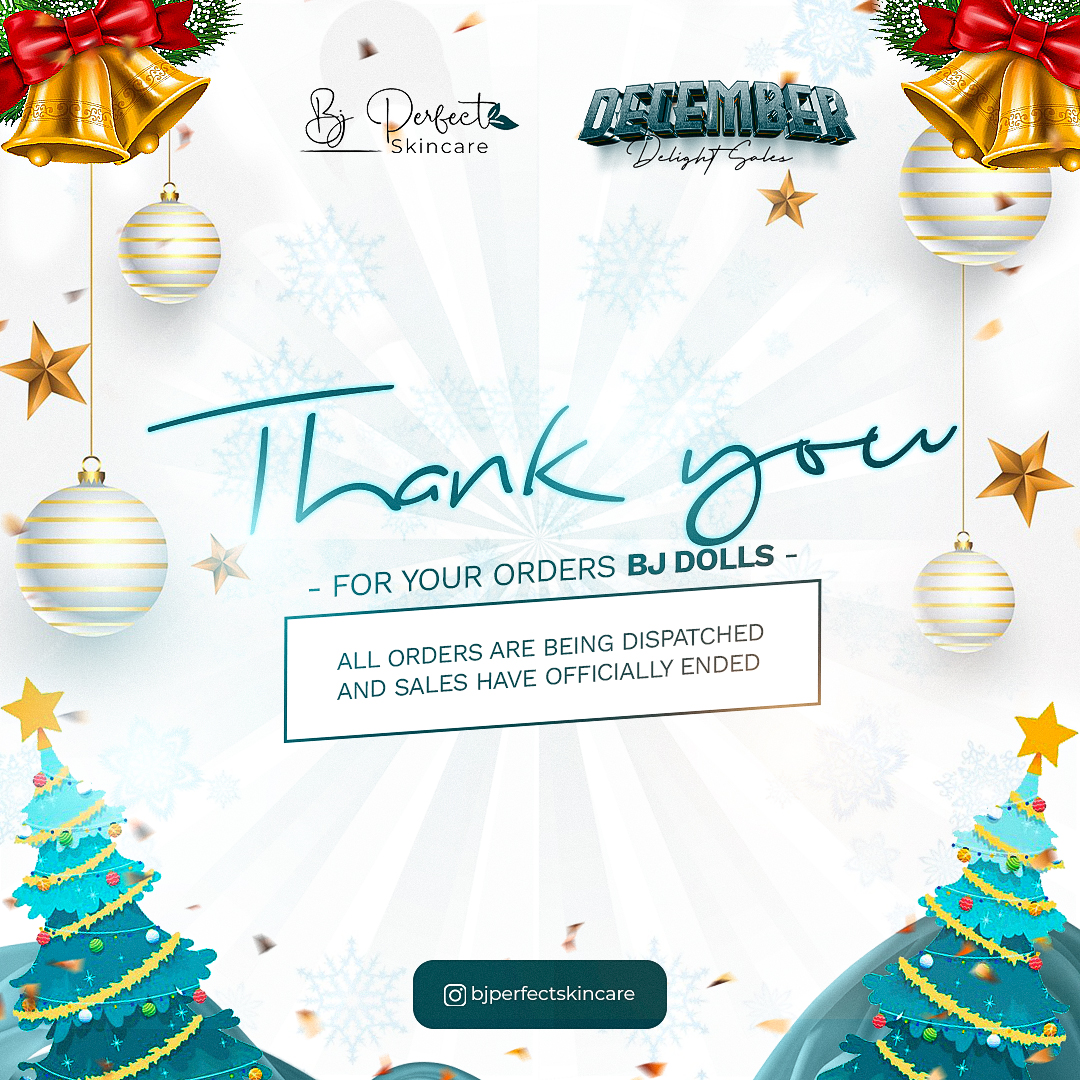 Bj Perfect
Skincare
DECEMBER
Delight Sales
Thank you
- FOR YOUR ORDERS BJ DOLLS -
ALL ORDERS ARE BEING DISPATCHED
AND SALES HAVE OFFICIALLY ENDED
bjperfectskincare